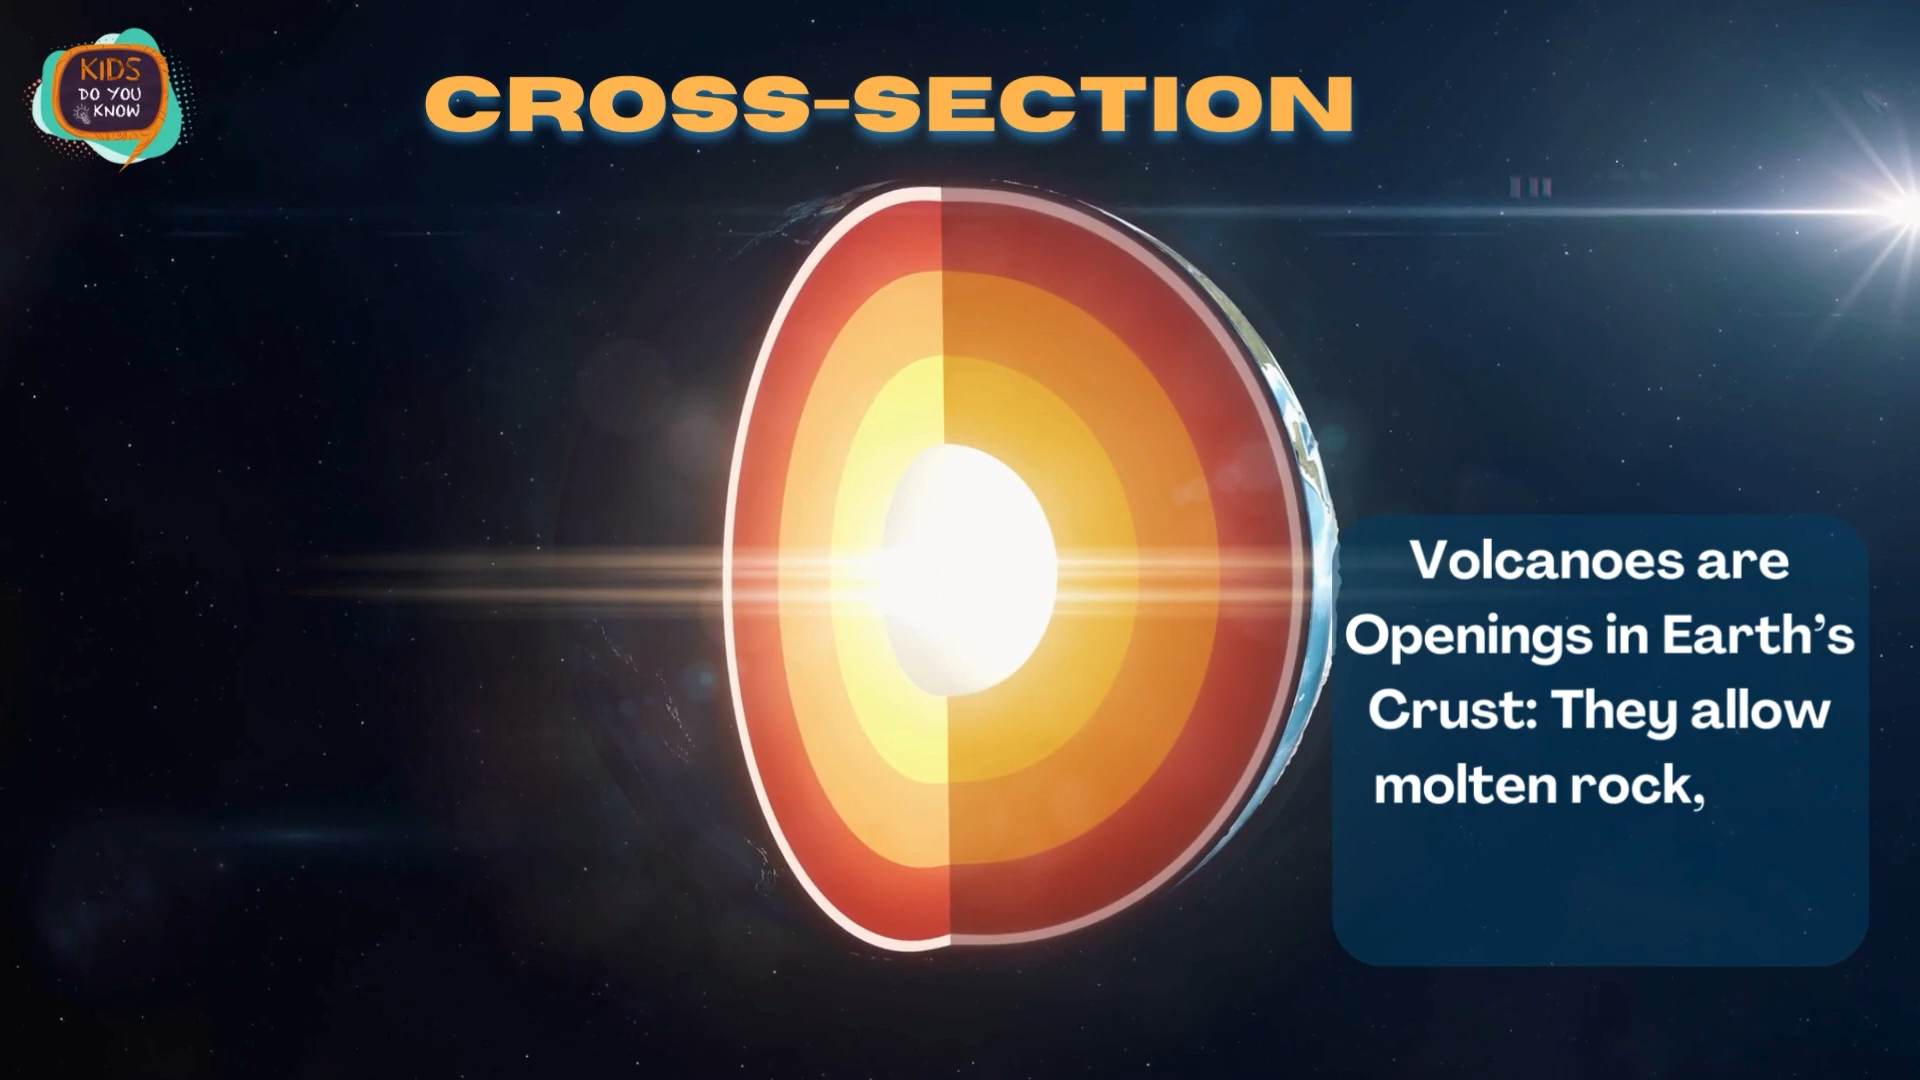 KIDS
DO YOU
KNOW
CROSS-SECTION
Volcanoes are
Openings in Earth’s
Crust: They allow
molten rock,